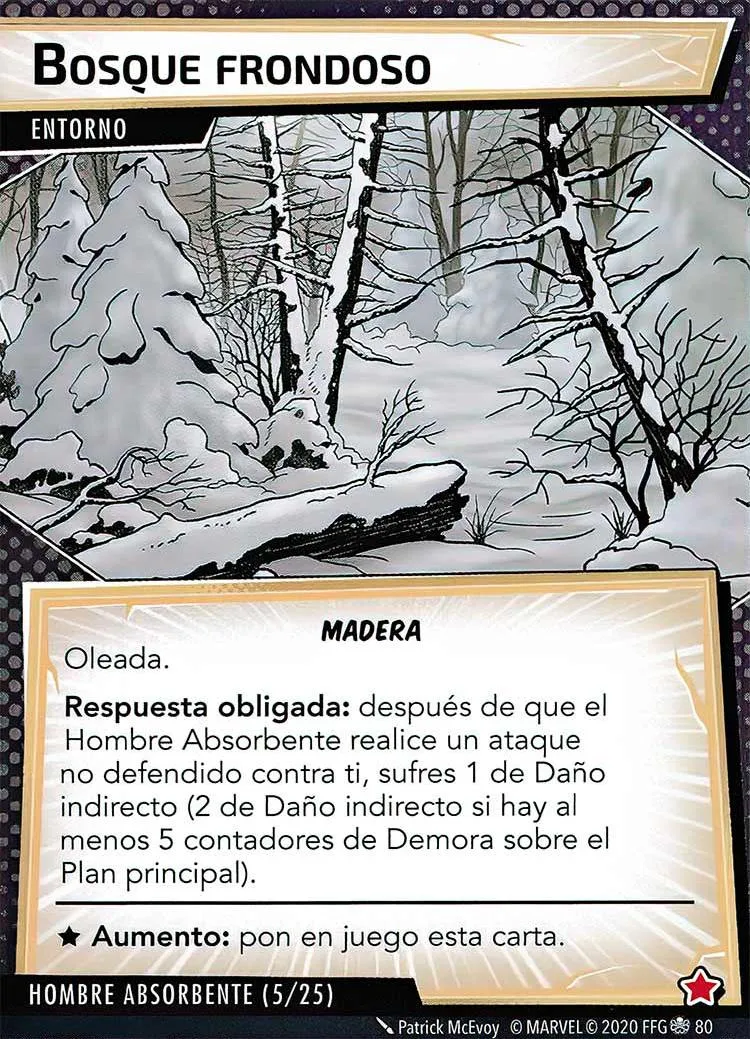 Bosque frondoso
ENTORNO
MADERA
Oleada.
Respuesta obligada: después de que el
Hombre Absorbente realice un ataque
no defendido contra ti, sufres 1 de Daño
indirecto (2 de Daño indirecto si hay al
menos 5 contadores de Demora sobre el
Plan principal).
★ Aumento: pon en juego esta carta.
HOMBRE ABSORBENTE (5/25)
Patrick McEvoy © MARVEL © 2020 FFG 80